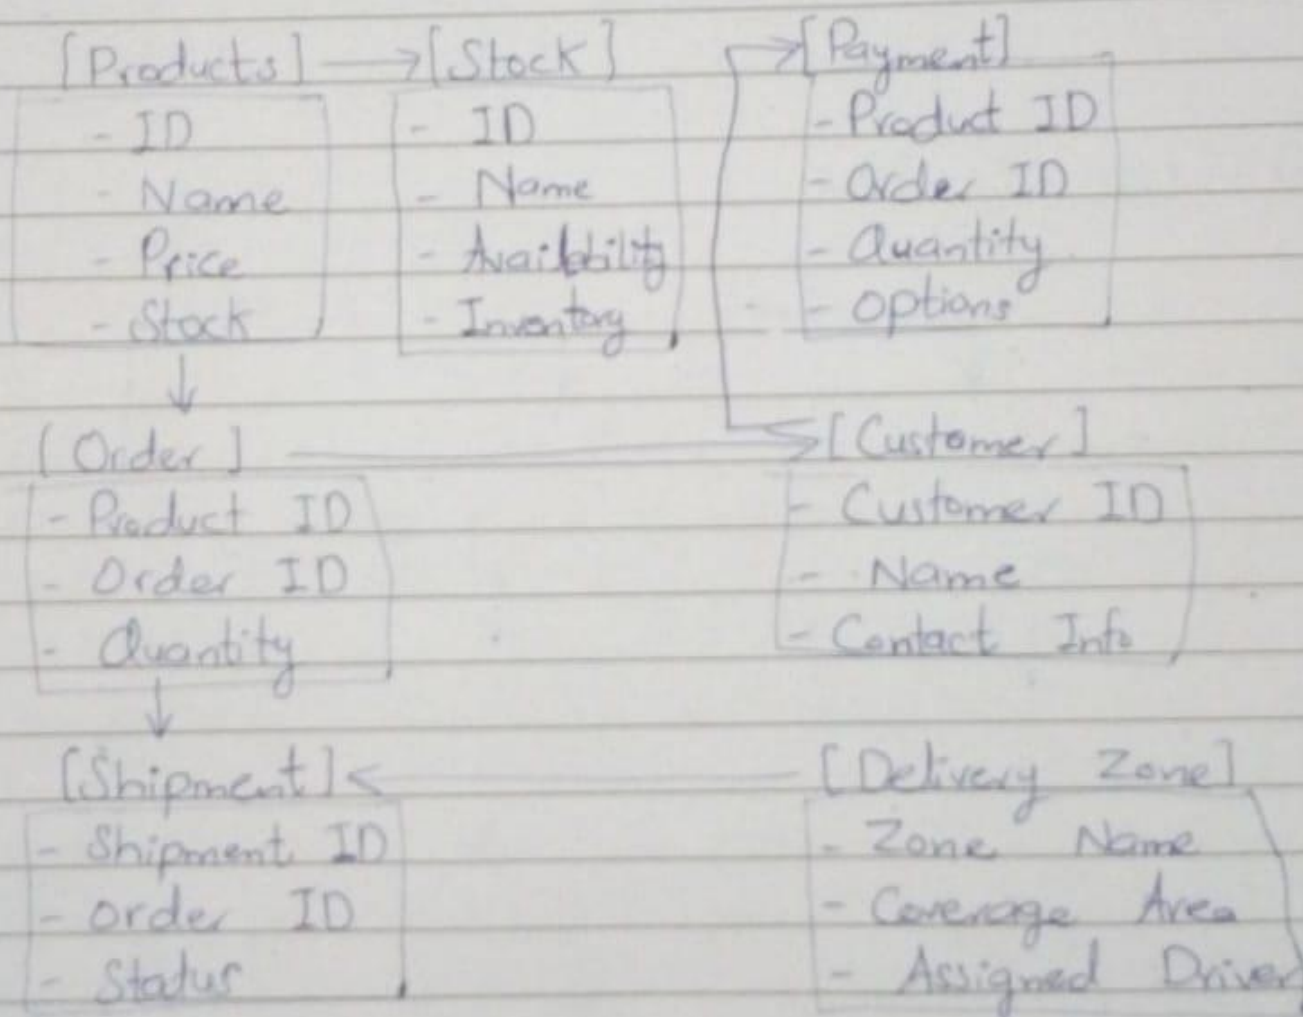 [Products] → [Stock]
- ID
- Name
- Price
- Stock
- ID
- Name
- Availability
- Inventory
[Payment]
- Product ID
- Order ID
- Quantity
- Options
[Order]
- Product ID
- Order ID
- Quantity
[Customer]
- Customer ID
- Name
- Contact Info
[Shipment]
- Shipment ID
- Order ID
- Status
[Delivery Zone]
- Zone Name
- Coverage Area
- Assigned Driver